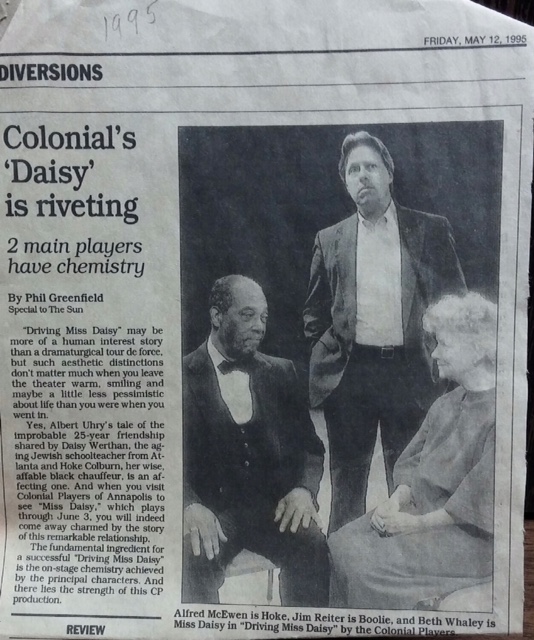 1995
FRIDAY, MAY 12, 1995
DIVERSIONS
Colonial's
'Daisy'
is riveting
2 main players
have chemistry
By Phil Greenfield
Special to The Sun
"Driving Miss Daisy" may be
more of a human interest story
than a dramaturgical tour de force,
but such aesthetic distinctions
don't matter much when you leave
the theater warm, smiling and
maybe a little less pessimistic
about life than you were when you
went in.
Yes, Albert Uhry's tale of the
improbable 25-year friendship
shared by Daisy Werthan, the ag-
ing Jewish schoolteacher from At-
lanta and Hoke Colburn, her wise,
affable black chauffeur, is an af-
fecting one. And when you visit
Colonial Players of Annapolis to
see "Miss Daisy," which plays
through June 3, you will indeed
come away charmed by the story
of this remarkable relationship.
The fundamental ingredient for
a successful "Driving Miss Daisy"
is the on-stage chemistry achieved
by the principal characters. And
there lies the strength of this CP
production.
REVIEW
Alfred McEwen is Hoke, Jim Reiter is Boolie, and Beth Whaley is
Miss Daisy in "Driving Miss Daisy" by the Colonial Players.